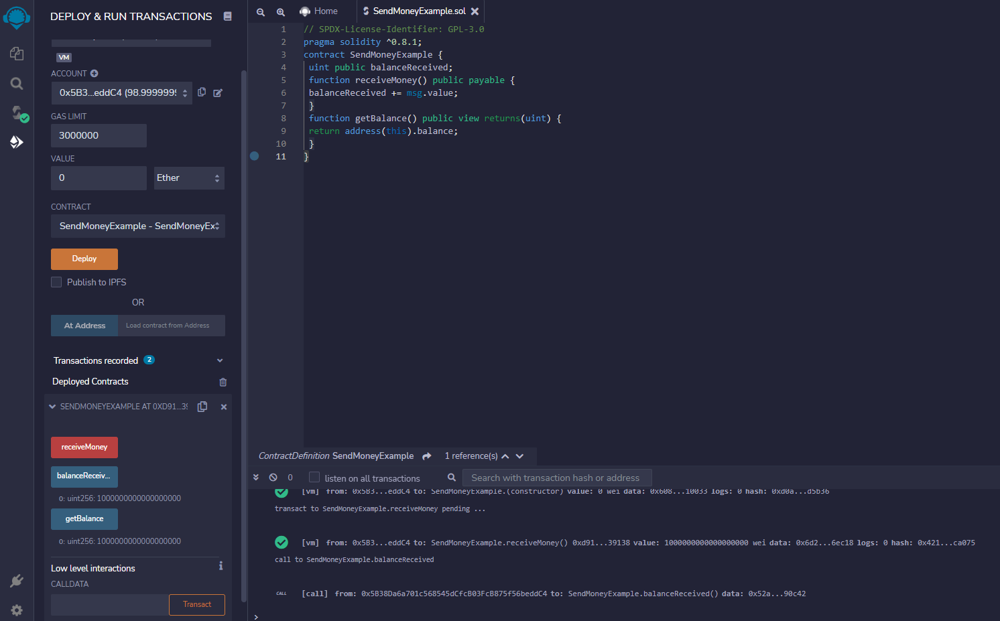 DEPLOY & RUN TRANSACTIONS
VM
ACCOUNT
0x5B3...eddC4 (98.9999999
GAS LIMIT
3000000
VALUE
0
Ether
CONTRACT
SendMoneyExample - SendMoneyEx
Deploy
Publish to IPFS
OR
At Address
Load contract from Address
Transactions recorded 2
Deployed Contracts
SENDMONEYEXAMPLE AT 0XD91...39
receiveMoney
balanceReceiv...
0: uint256: 1000000000000000000
getBalance
0: uint256: 1000000000000000000
Low level interactions
i
CALLDATA
Transact
Home
SendMoneyExample.sol
1 // SPDX-License-Identifier: GPL-3.0
2 pragma solidity ^0.8.1;
3 contract SendMoneyExample {
4 uint public balanceReceived;
5 function receiveMoney() public payable {
6 balanceReceived += msg.value;
7 }
8 function getBalance() public view returns(uint) {
9 return address(this).balance;
10 }
11 }
ContractDefinition SendMoneyExample 1 reference(s)
0 listen on all transactions Search with transaction hash or address
[vm] from: 0x5B3...eddC4 to: SendMoneyExample.(constructor) value: 0 wei data: 0x608...10033 logs: 0 hash: 0xd0a...d5b36
transact to SendMoneyExample.receiveMoney pending ...
[vm] from: 0x5B3...eddC4 to: SendMoneyExample.receiveMoney() 0xd91...39138 value: 1000000000000000000 wei data: 0x6d2...6ec18 logs: 0 hash: 0x421...ca075
call to SendMoneyExample.balanceReceived
CALL [call] from: 0x5B38Da6a701c568545dCfcB03FcB875f56beddC4 to: SendMoneyExample.balanceReceived() data: 0x52a...90c42
>